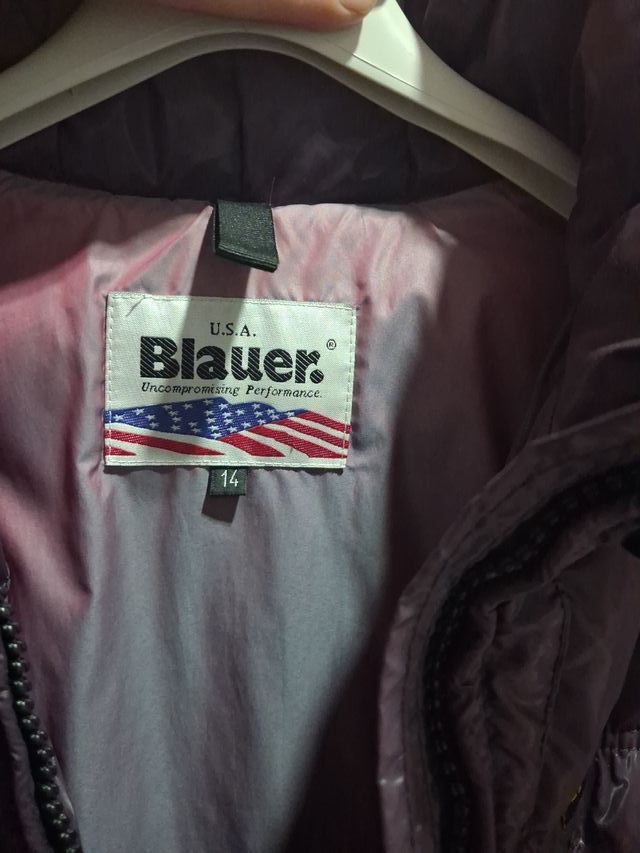 U.S.A.
Blauer.®
Uncompromising Performance.
14